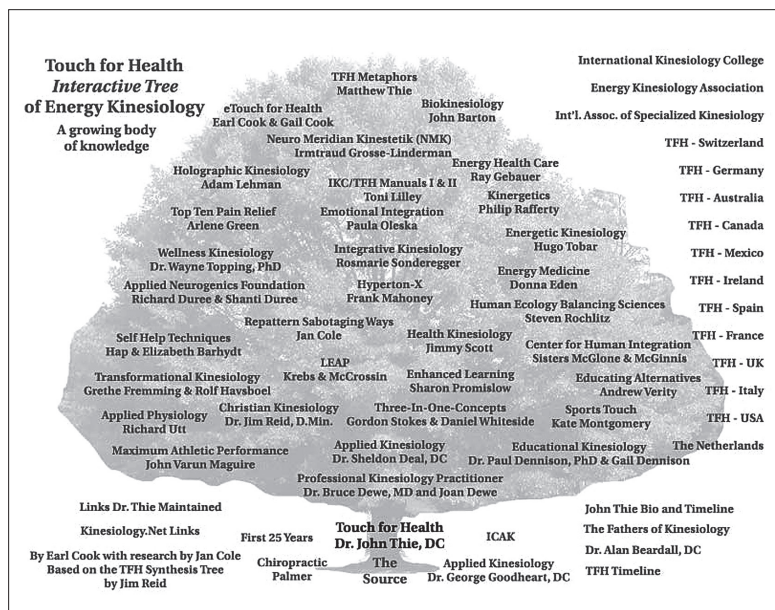 Touch for Health
Interactive Tree
of Energy Kinesiology
A growing body
of knowledge
TFH Metaphors
Matthew Thie
eTouch for Health
Earl Cook & Gail Cook
Biokinesiology
John Barton
Neuro Meridian Kinestetik (NMK)
Irmtraud Grosse-Linderman
Energy Health Care
Ray Gebauer
Holographic Kinesiology
Adam Lehman
IKC/TFH Manuals I & II
Toni Lilley
Kinergetics
Philip Rafferty
Top Ten Pain Relief
Arlene Green
Emotional Integration
Paula Oleska
Energetic Kinesiology
Hugo Tobar
Wellness Kinesiology
Dr. Wayne Topping, PhD
Integrative Kinesiology
Rosmarie Sonderegger
Energy Medicine
Donna Eden
Applied Neurogenics Foundation
Richard Duree & Shanti Duree
Hyperton-X
Frank Mahoney
Human Ecology Balancing Sciences
Steven Rochlitz
Repattern Sabotaging Ways
Jan Cole
Self Help Techniques
Hap & Elizabeth Barhydt
Health Kinesiology
Jimmy Scott
Center for Human Integration
Sisters McGlone & McGinnis
LEAP
Krebs & McCrossin
Transformational Kinesiology
Grethe Fremming & Rolf Havsboel
Enhanced Learning
Sharon Promislow
Educating Alternatives
Andrew Verity
Applied Physiology
Richard Utt
Christian Kinesiology
Dr. Jim Reid, D.Min.
Three-In-One-Concepts
Gordon Stokes & Daniel Whiteside
Sports Touch
Kate Montgomery
Maximum Athletic Performance
John Varun Maguire
Applied Kinesiology
Dr. Sheldon Deal, DC
Educational Kinesiology
Dr. Paul Dennison, PhD & Gail Dennison
Professional Kinesiology Practitioner
Dr. Bruce Dewe, MD and Joan Dewe
International Kinesiology College
Energy Kinesiology Association
Int'l. Assoc. of Specialized Kinesiology
TFH - Switzerland
TFH - Germany
TFH - Australia
TFH - Canada
TFH - Mexico
TFH - Ireland
TFH - Spain
TFH - France
TFH - UK
TFH - Italy
TFH - USA
The Netherlands
Links Dr. Thie Maintained
Kinesiology.Net Links
By Earl Cook with research by Jan Cole
Based on the TFH Synthesis Tree
by Jim Reid
First 25 Years
Chiropractic
Palmer
Touch for Health
Dr. John Thie, DC
The
Source
ICAK
Applied Kinesiology
Dr. George Goodheart, DC
John Thie Bio and Timeline
The Fathers of Kinesiology
Dr. Alan Beardall, DC
TFH Timeline